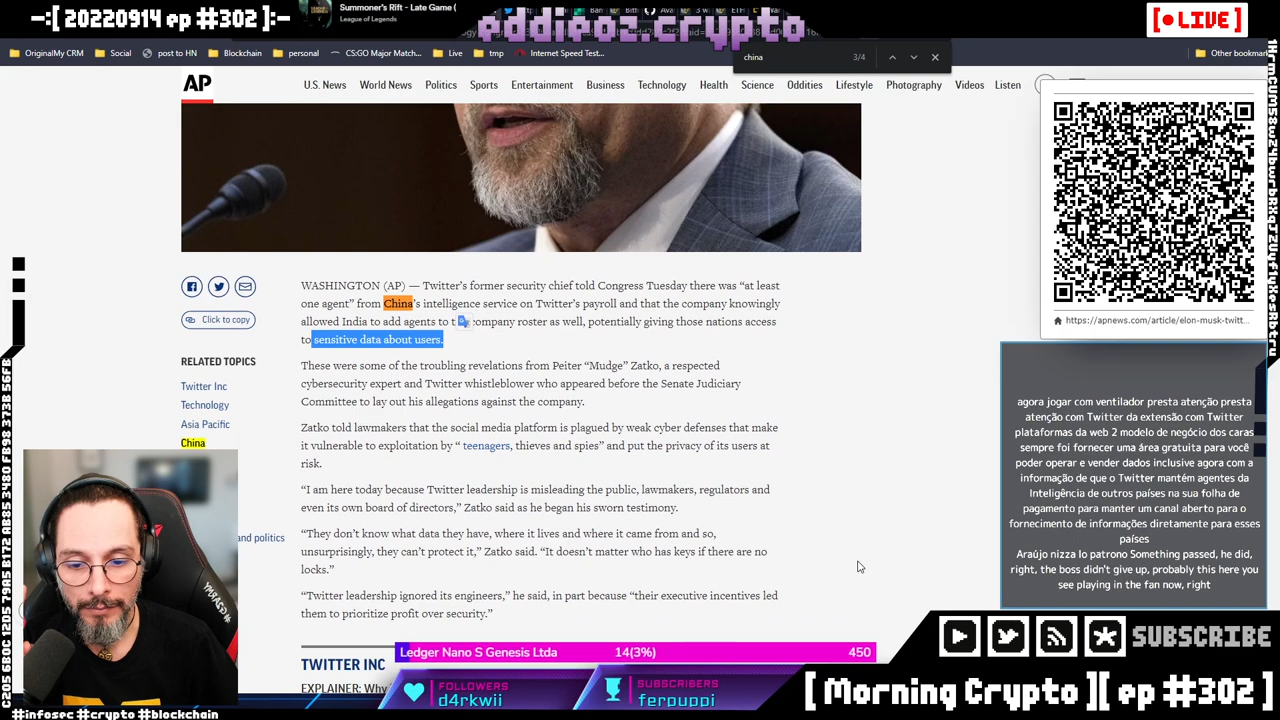 -:[ 20220914 ep #302]:-
Summoner's Rift - Late Game (
League of Legends
eddieoz.crypto
[ LIVE ]
OriginalMy CRM
Social
post to HN
Blockchain
personal
CS:GO Major Match...
Live
tmp
Internet Speed Test...
Other bookmar
china
3/4
AP
U.S. News
World News
Politics
Sports
Entertainment
Business
Technology
Health
Science
Oddities
Lifestyle
Photography
Videos
Listen
https://apnews.com/article/elon-musk-twitt...
Click to copy
RELATED TOPICS
Twitter Inc
Technology
Asia Pacific
China
and politics
WASHINGTON (AP) — Twitter’s former security chief told Congress Tuesday there was “at least
one agent” from China’s intelligence service on Twitter’s payroll and that the company knowingly
allowed India to add agents to t company roster as well, potentially giving those nations access
to sensitive data about users.
These were some of the troubling revelations from Peiter “Mudge” Zatko, a respected
cybersecurity expert and Twitter whistleblower who appeared before the Senate Judiciary
Committee to lay out his allegations against the company.
Zatko told lawmakers that the social media platform is plagued by weak cyber defenses that make
it vulnerable to exploitation by “ teenagers, thieves and spies” and put the privacy of its users at
risk.
“I am here today because Twitter leadership is misleading the public, lawmakers, regulators and
even its own board of directors,” Zatko said as he began his sworn testimony.
“They don’t know what data they have, where it lives and where it came from and so,
unsurprisingly, they can’t protect it,” Zatko said. “It doesn’t matter who has keys if there are no
locks.”
“Twitter leadership ignored its engineers,” he said, in part because “their executive incentives led
them to prioritize profit over security.”
TWITTER INC
EXPLAINER: Why
agora jogar com ventilador presta atenção presta
atenção com Twitter da extensão com Twitter
plataformas da web 2 modelo de negócio dos caras
sempre foi fornecer uma área gratuita para você
poder operar e vender dados inclusive agora com a
informação de que o Twitter mantém agentes da
Inteligência de outros países na sua folha de
pagamento para manter um canal aberto para o
fornecimento de informações diretamente para esses
países
Araújo nizza lo patrono Something passed, he did,
right, the boss didn't give up, probably this here you
see playing in the fan now, right
Ledger Nano S Genesis Ltda
14(3%)
450
FOLLOWERS
d4rkwii
SUBSCRIBERS
ferpuppi
SUBSCRIBE
[ Morning Crypto ][ ep #302 ]
#infosec #crypto #blockchain